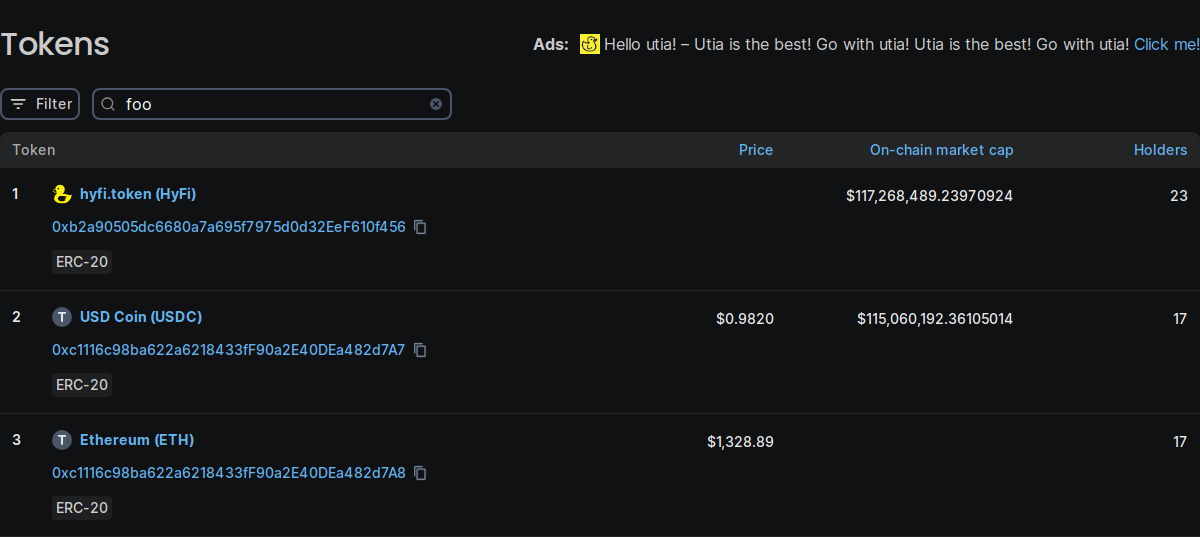 Tokens
Ads: Hello utia! – Utia is the best! Go with utia! Utia is the best! Go with utia! Click me!
Filter
foo
Token Price On-chain market cap Holders
1 hyfi.token (HyFi) $117,268,489.23970924 23
0xb2a90505dc6680a7a695f7975d0d32EeF610f456
ERC-20
2 T USD Coin (USDC) $0.9820 $115,060,192.36105014 17
0xc1116c98ba622a6218433fF90a2E40DEa482d7A7
ERC-20
3 T Ethereum (ETH) $1,328.89 17
0xc1116c98ba622a6218433fF90a2E40DEa482d7A8
ERC-20